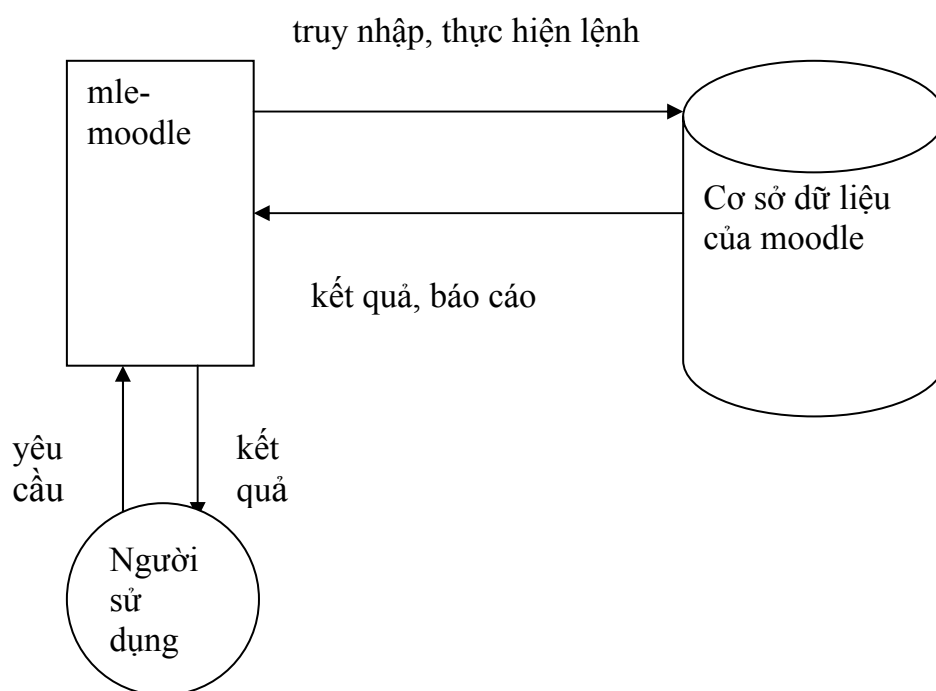 truy nhập, thực hiện lệnh
mle-
moodle
Cơ sở dữ liệu
của moodle
kết quả, báo cáo
yêu
cầu
kết
quả
Người
sử
dụng